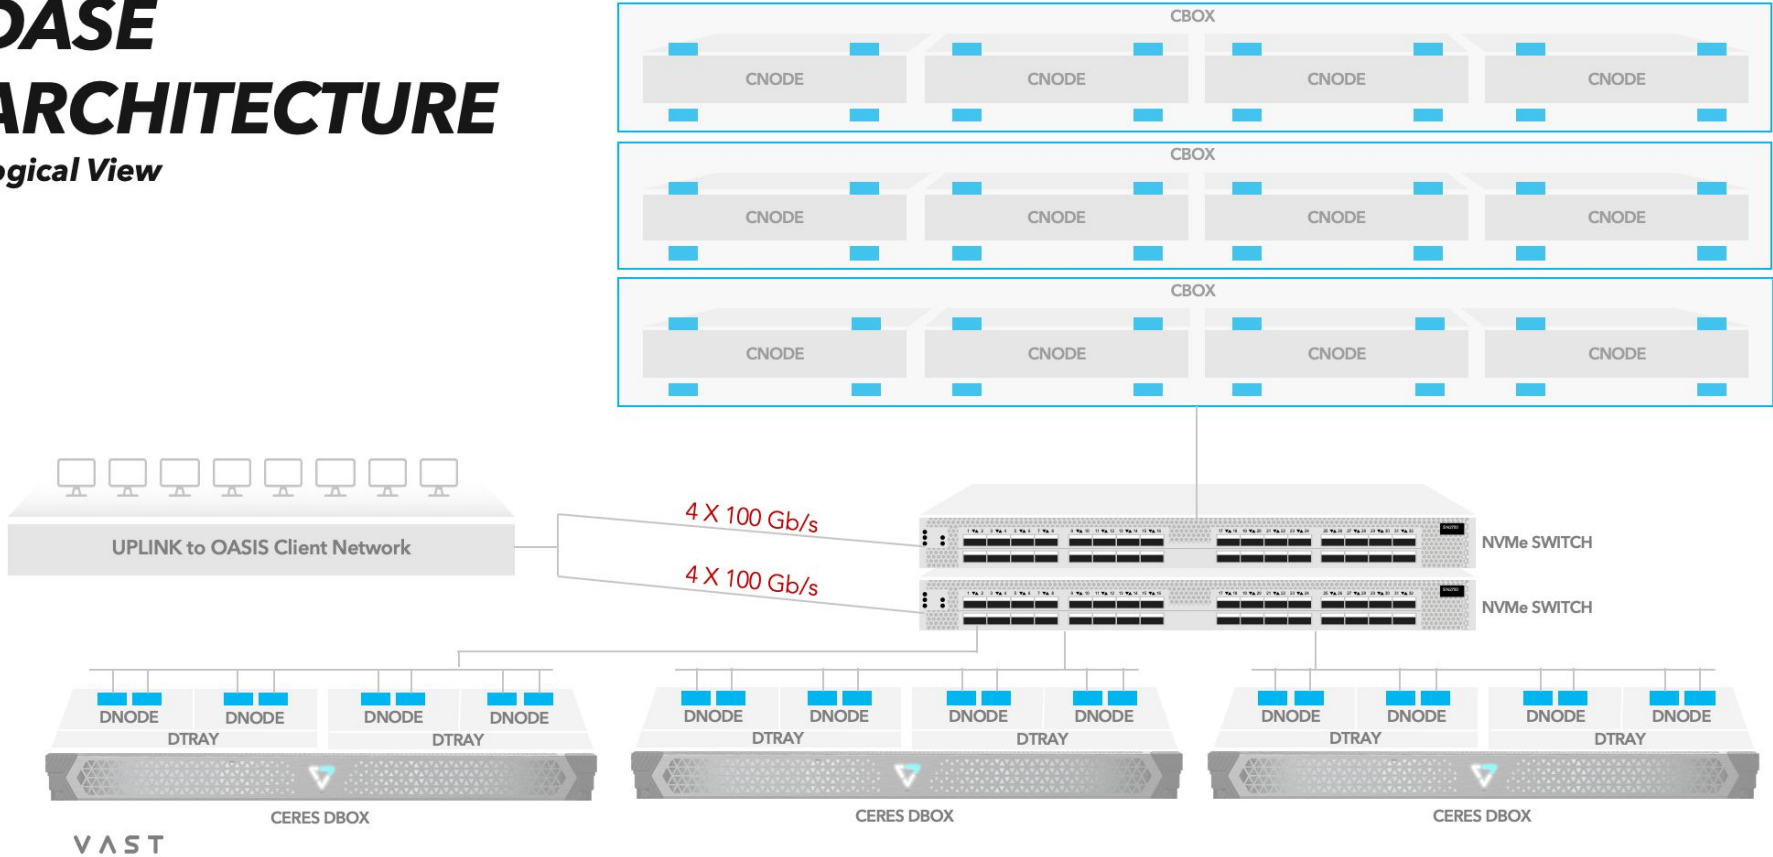 DASE
ARCHITECTURE
ogical View
CBOX
CNODE CNODE CNODE CNODE
CBOX
CNODE CNODE CNODE CNODE
CBOX
CNODE CNODE CNODE CNODE
UPLINK to OASIS Client Network
4 X 100 Gb/s
4 X 100 Gb/s
NVMe SWITCH
NVMe SWITCH
DNODE DNODE DNODE DNODE
DTRAY DTRAY
CERES DBOX
DNODE DNODE DNODE DNODE
DTRAY DTRAY
CERES DBOX
DNODE DNODE DNODE DNODE
DTRAY DTRAY
CERES DBOX
VAST